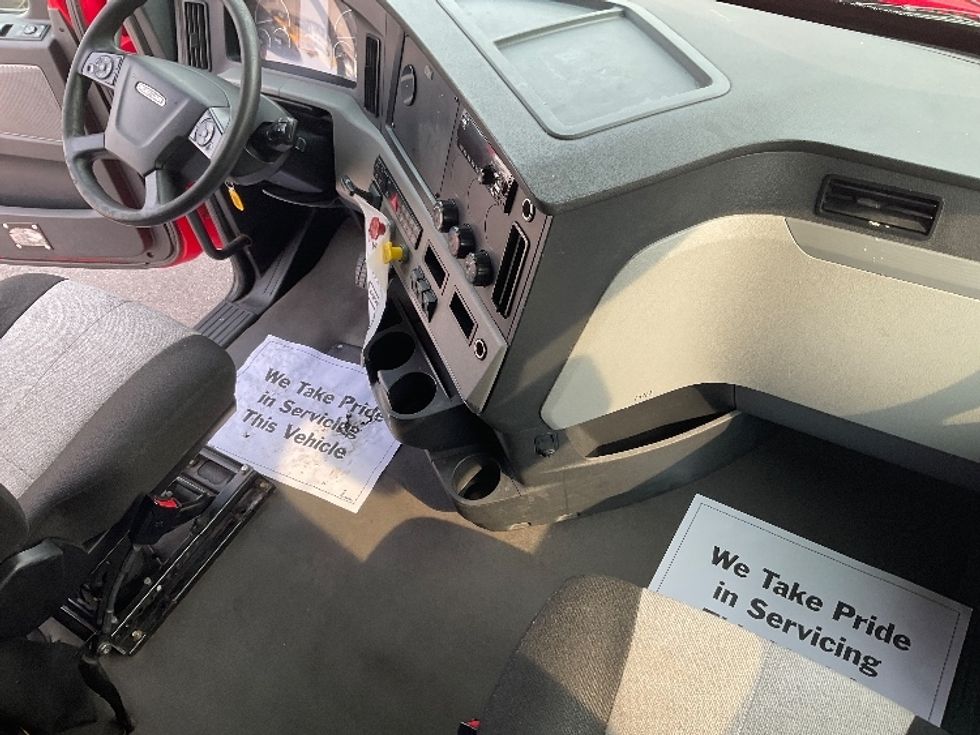 We Take Pride
in Servicing
This Vehicle
We Take Pride
in Servicing